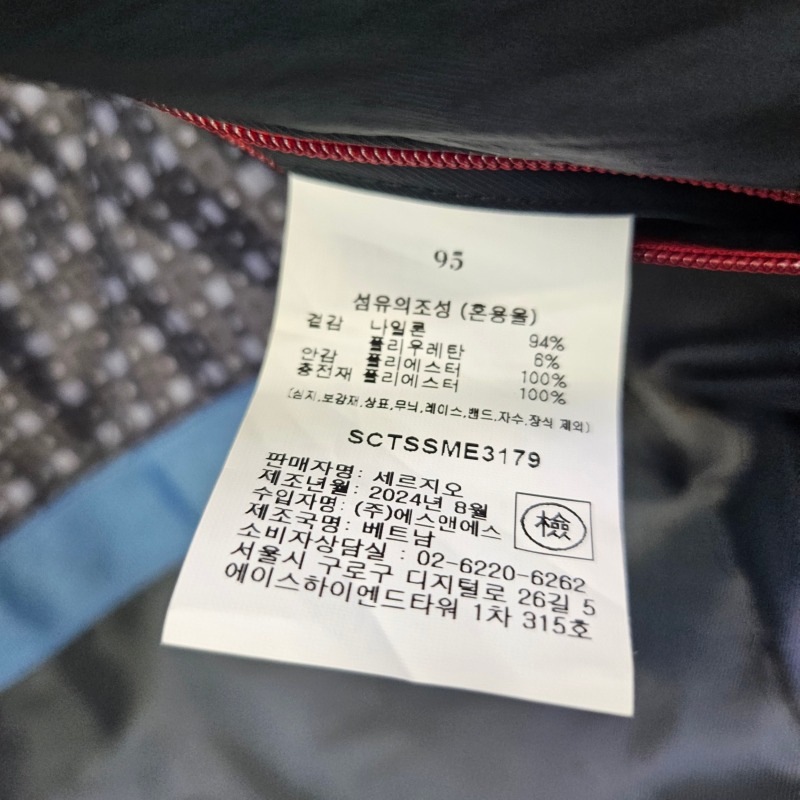 95
섬유의조성 (혼용율)
겉감 나일론 94%
폴리우레탄 6%
안감 폴리에스터 100%
충전재 폴리에스터 100%
(심지,보강재,상표,무늬,레이스,밴드,자수,장식 제외)
SCTSSME3179
판매자명: 세르지오
제조년월: 2024년 8월
수입자명: (주)에스앤에스
제조국명: 베트남
檢
소비자상담실 : 02-6220-6262
서울시 구로구 디지털로 26길 5
에이스하이엔드타워 1차 315호